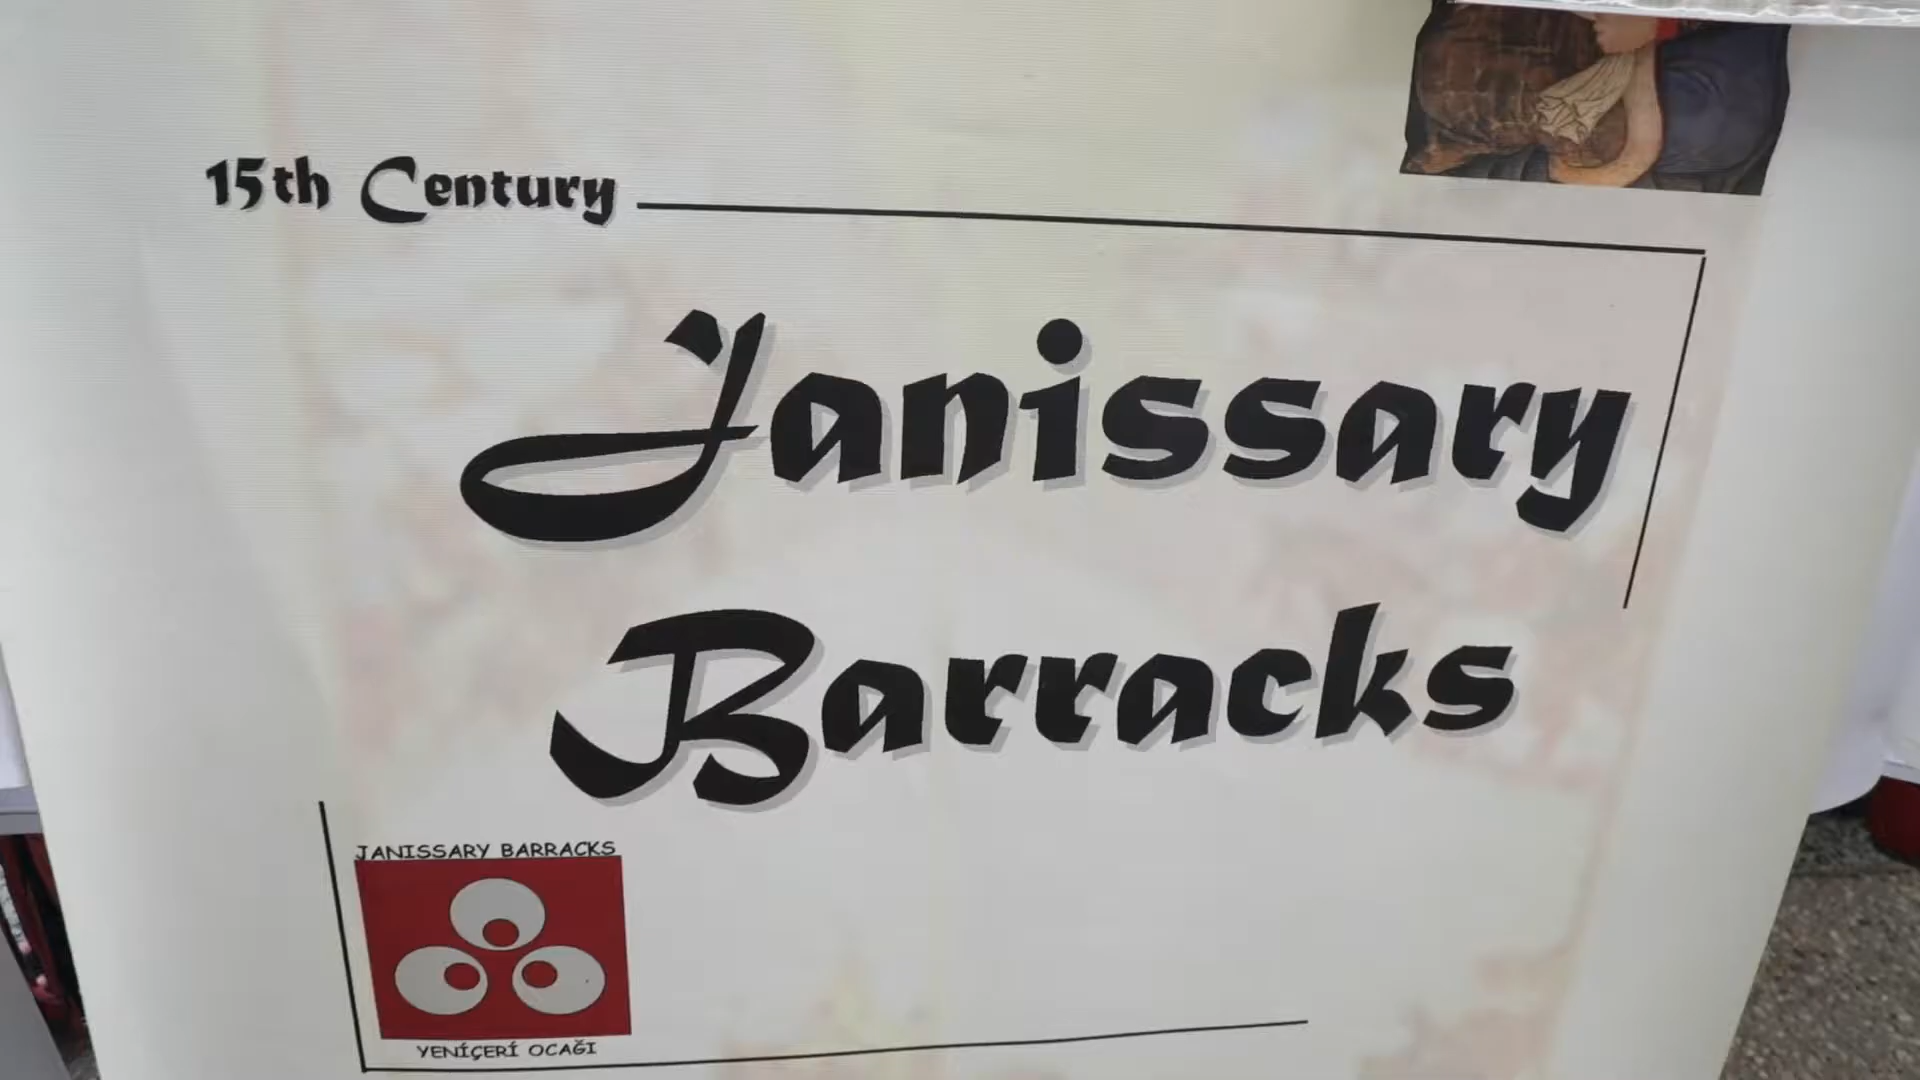 15th Century
Janissary
Barracks
JANISSARY BARRACKS
YENİÇERİ OCAĞI